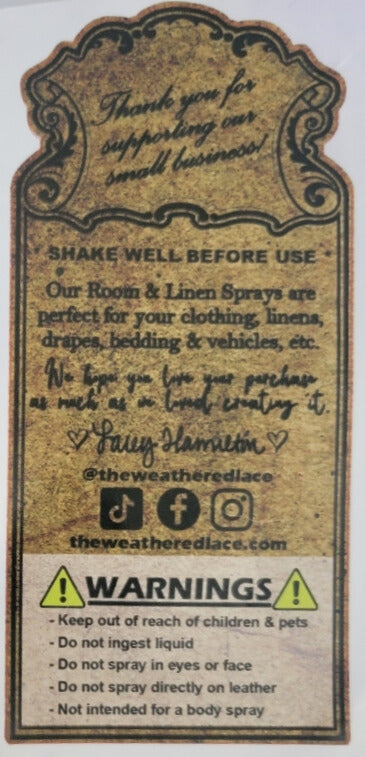 Thank you for
supporting our
small business!
* SHAKE WELL BEFORE USE *
Our Room & Linen Sprays are
perfect for your clothing, linens,
drapes, bedding & vehicles, etc.
We hope you love your purchase
as much as we loved creating it.
♡ Lacey Hamilton ♡
@theweatheredlace
theweatheredlace.com
WARNINGS
- Keep out of reach of children & pets
- Do not ingest liquid
- Do not spray in eyes or face
- Do not spray directly on leather
- Not intended for a body spray